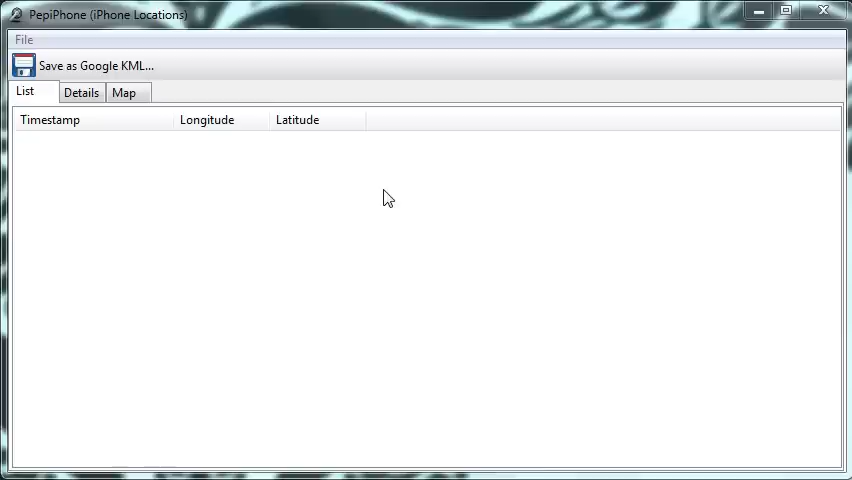 PepiPhone (iPhone Locations)
File
Save as Google KML...
List Details Map
Timestamp Longitude Latitude